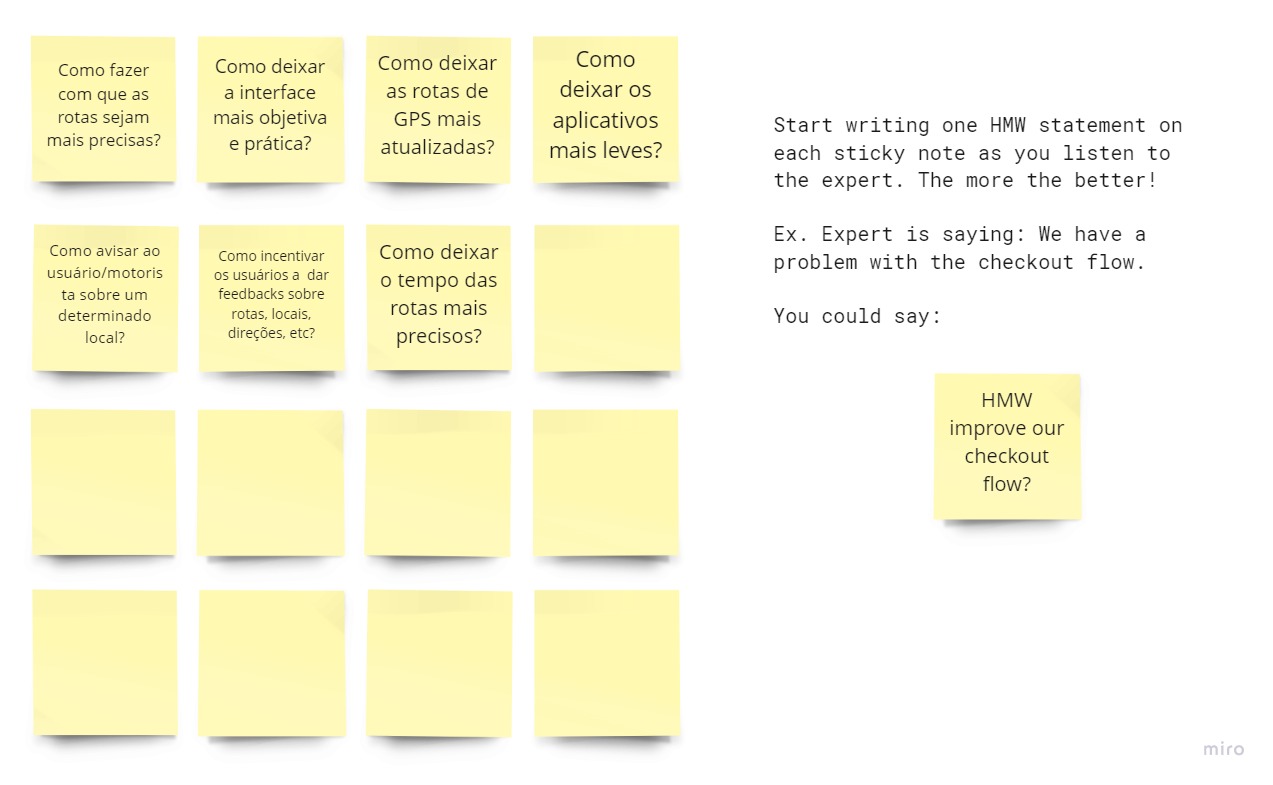 Como fazer
com que as
rotas sejam
mais precisas?
Como deixar
a interface
mais objetiva
e prática?
Como deixar
as rotas de
GPS mais
atualizadas?
Como
deixar os
aplicativos
mais leves?
Como avisar ao
usuário/motoris
ta sobre um
determinado
local?
Como incentivar
os usuários a  dar
feedbacks sobre
rotas, locais,
direções, etc?
Como deixar
o tempo das
rotas mais
precisos?
Start writing one HMW statement on
each sticky note as you listen to
the expert. The more the better!
Ex. Expert is saying: We have a
problem with the checkout flow.
You could say:
HMW
improve our
checkout
flow?
miro